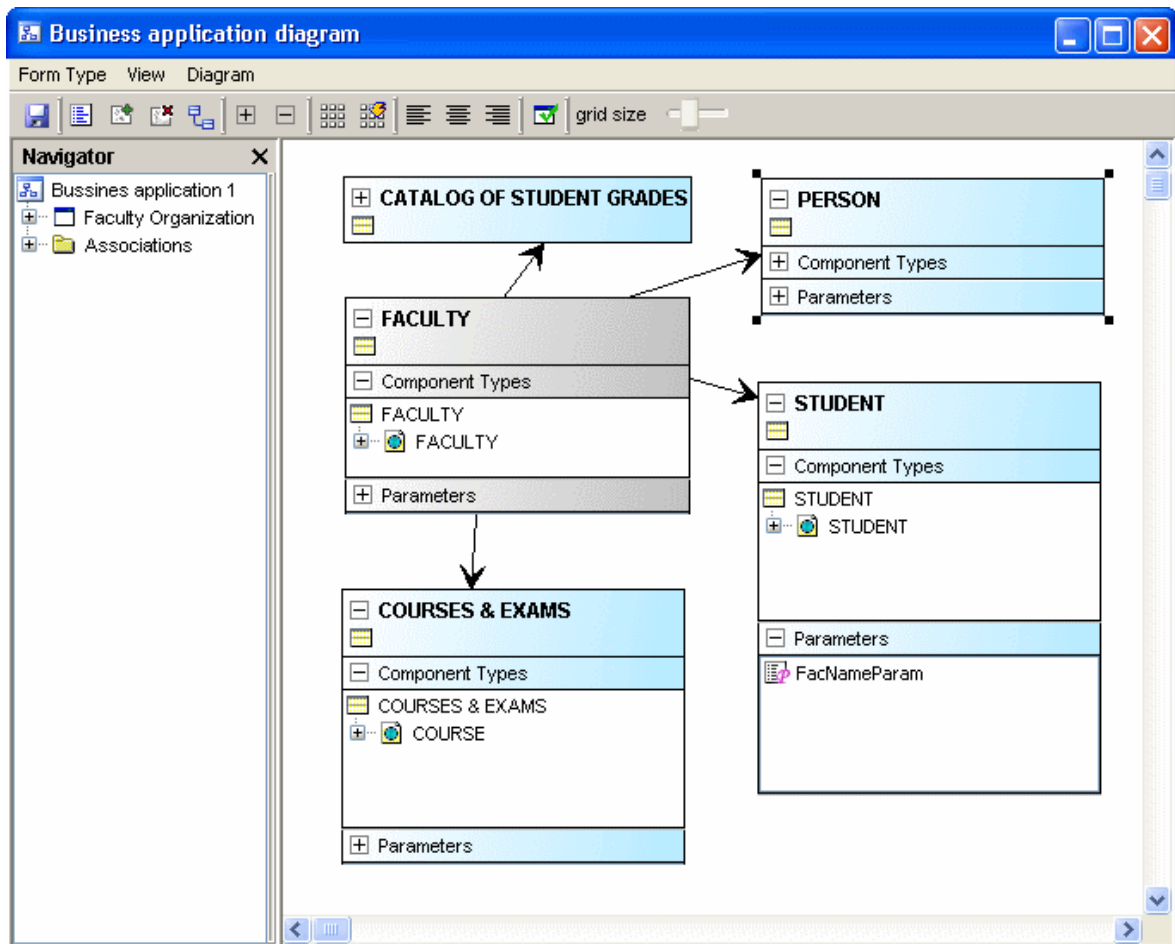 Business application diagram
Form Type View Diagram
grid size
Navigator
Bussines application 1
Faculty Organization
Associations
CATALOG OF STUDENT GRADES
PERSON
Component Types
Parameters
FACULTY
Component Types
FACULTY
FACULTY
Parameters
STUDENT
Component Types
STUDENT
STUDENT
Parameters
FacNameParam
COURSES & EXAMS
Component Types
COURSES & EXAMS
COURSE
Parameters